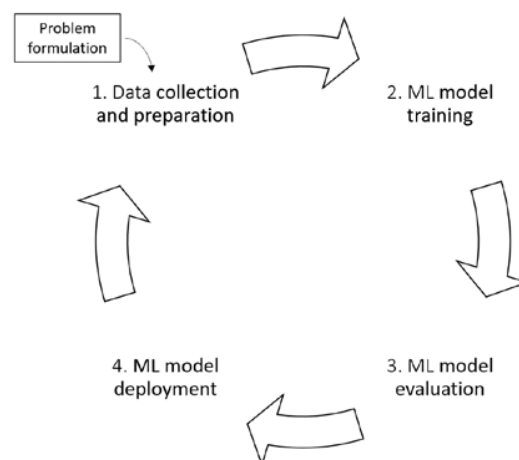 Problem
formulation
1. Data collection
and preparation
2. ML model
training
3. ML model
evaluation
4. ML model
deployment